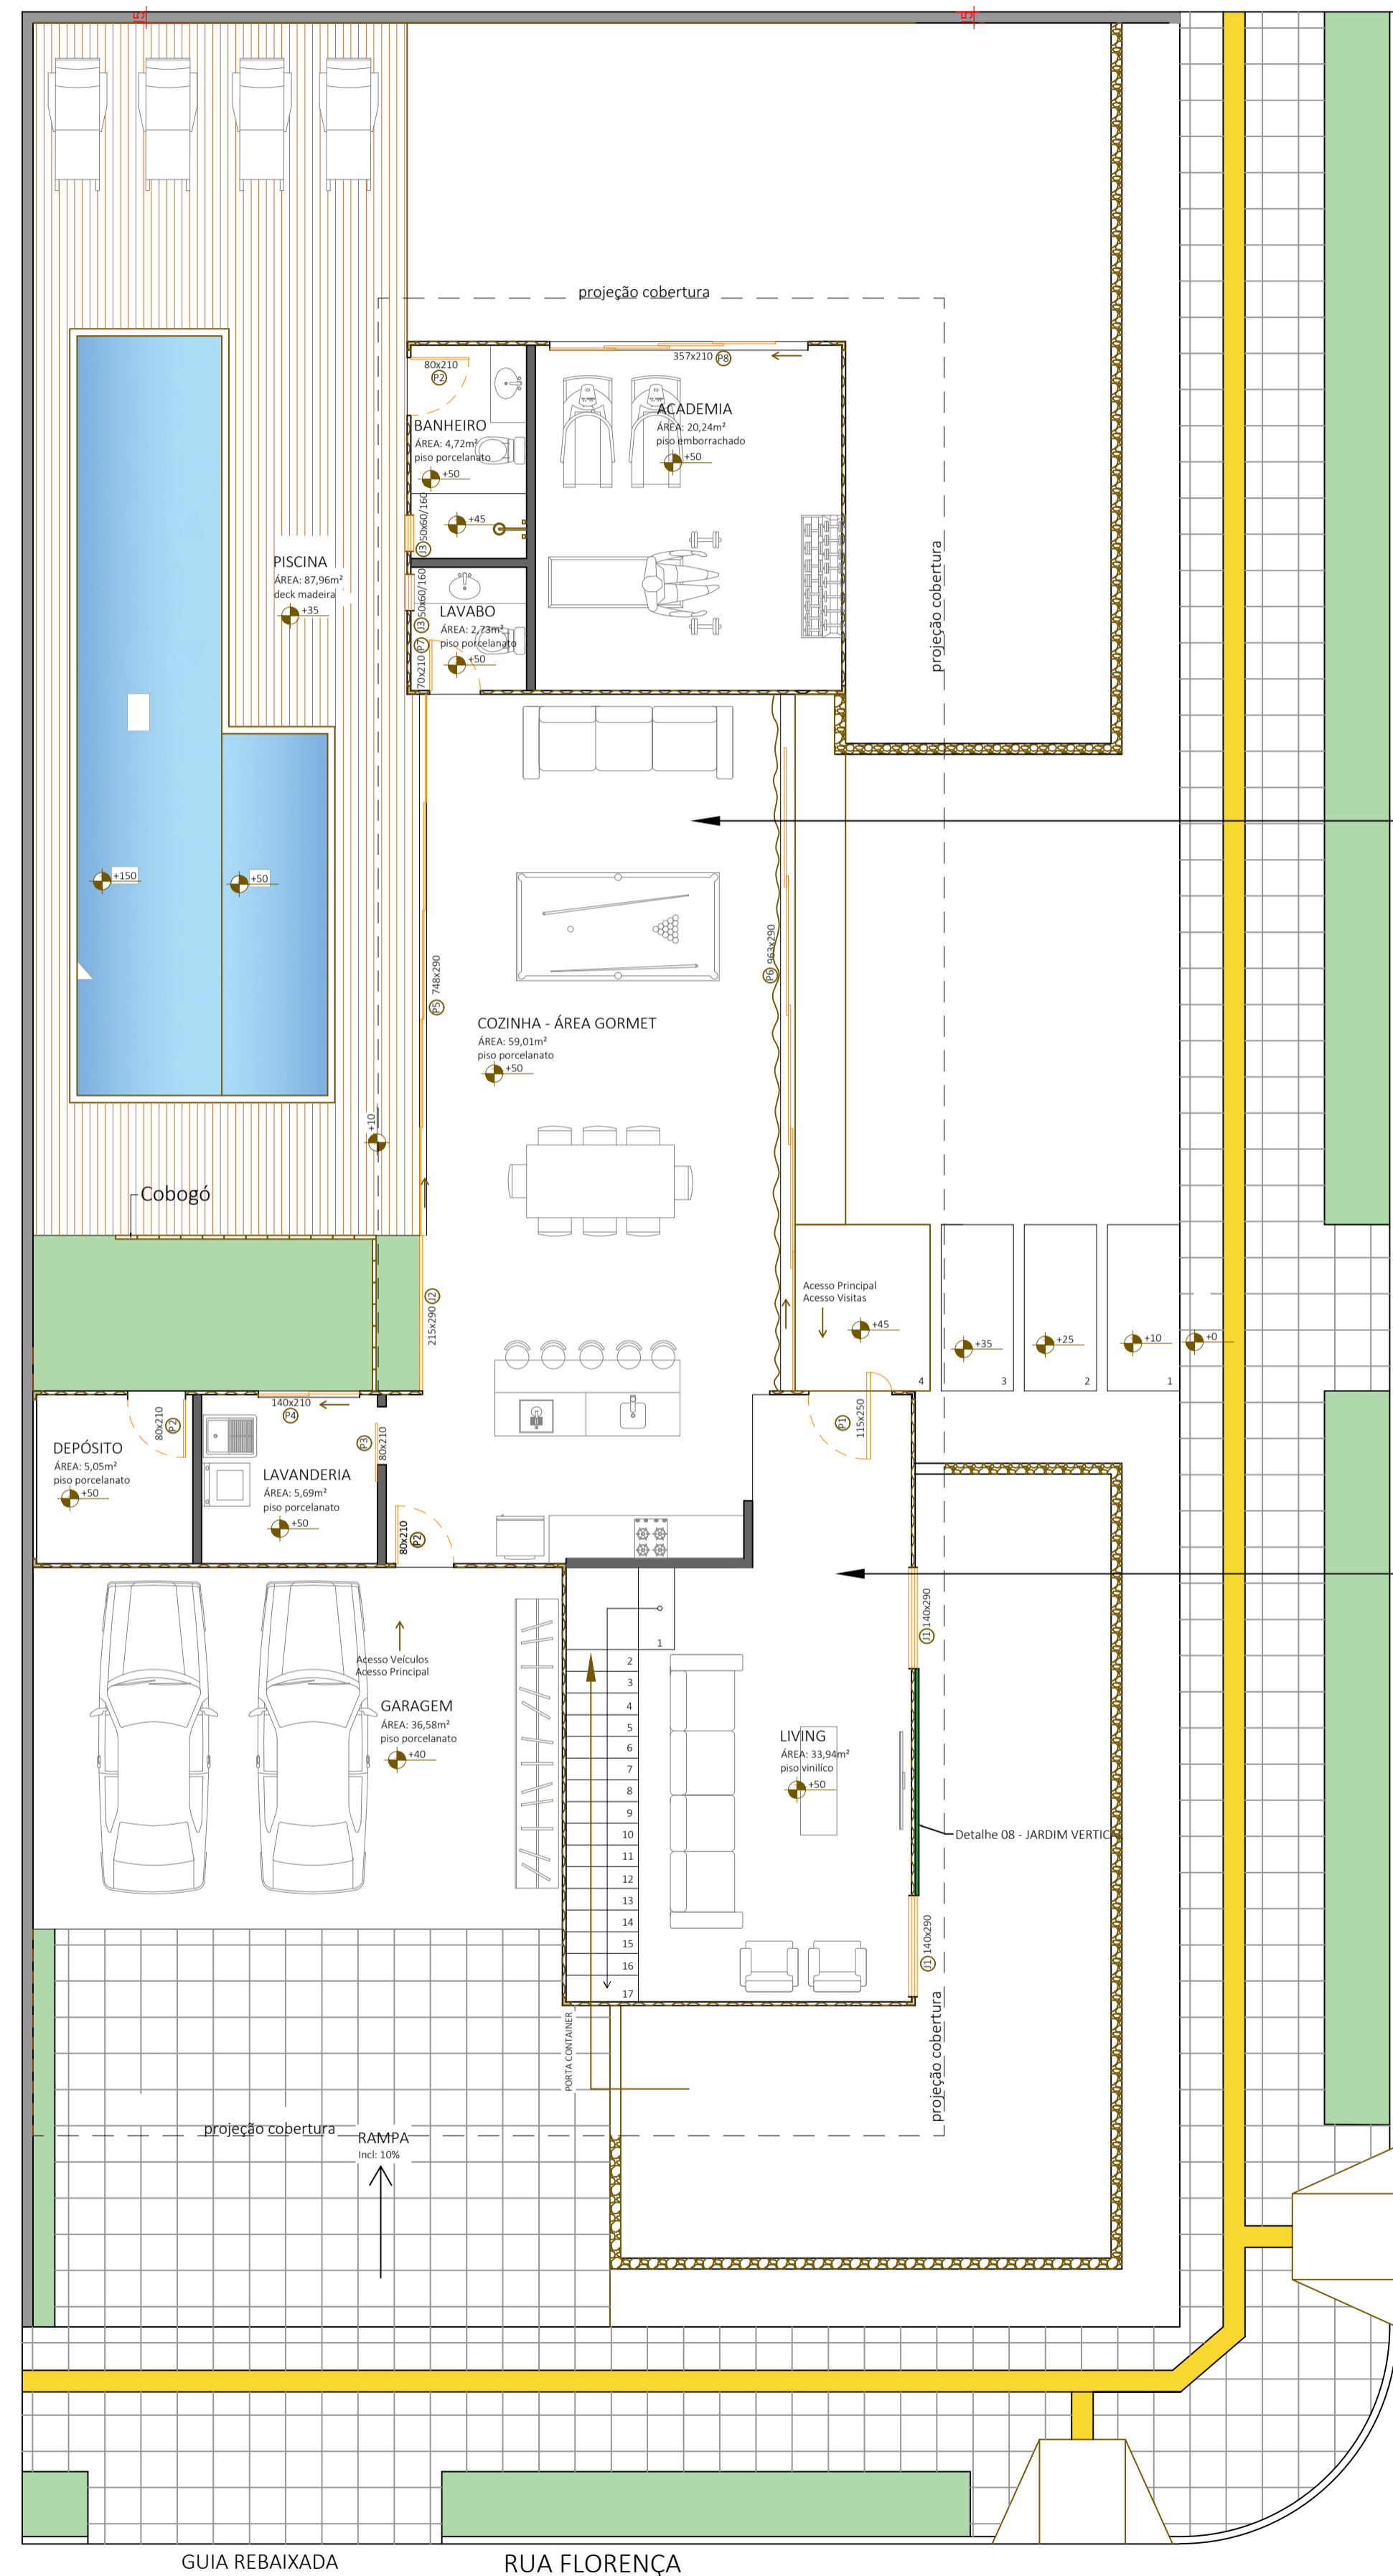 15
15
projeção cobertura
357x210 P8
80x210
P2
ACADEMIA
ÁREA: 20,24m²
piso emborrachado
+50
BANHEIRO
ÁREA: 4,72m²
piso porcelanato
+50
J3 50x60/160
+45
projeção cobertura
PISCINA
ÁREA: 87,96m²
deck madeira
+35
J3 50x60/160
LAVABO
ÁREA: 2,73m²
piso porcelanato
+50
70x210 P7
+150
+50
P5 748x290
P6 963x290
COZINHA - ÁREA GORMET
ÁREA: 59,01m²
piso porcelanato
+50
+10
Cobogó
215x290 J2
Acesso Principal
Acesso Visitas
+45
+35
+25
+10
+0
4
3
2
1
140x210
P4
80x210
P2
P3
80x210
P1
115x250
DEPÓSITO
ÁREA: 5,05m²
piso porcelanato
+50
LAVANDERIA
ÁREA: 5,69m²
piso porcelanato
+50
80x210
P2
J1 140x290
Acesso Veículos
Acesso Principal
GARAGEM
ÁREA: 36,58m²
piso porcelanato
+40
1
2
3
4
5
6
7
8
9
10
11
12
13
14
15
16
17
LIVING
ÁREA: 33,94m²
piso vinilíco
+50
Detalhe 08 - JARDIM VERTIC
J1 140x290
PORTA CONTAINER
projeção cobertura
projeção cobertura
RAMPA
Incl: 10%
GUIA REBAIXADA
RUA FLORENÇA